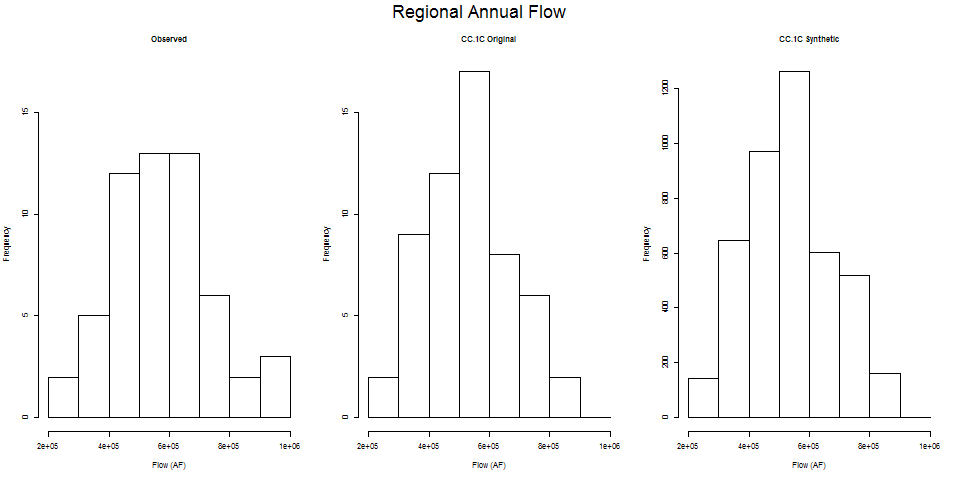 Regional Annual Flow
Observed
CC.1C Original
CC.1C Synthetic
Frequency
0
5
10
15
2e+05
4e+05
6e+05
8e+05
1e+06
Flow (AF)
Frequency
0
5
10
15
2e+05
4e+05
6e+05
8e+05
1e+06
Flow (AF)
Frequency
0
200
400
600
800
1000
1200
2e+05
4e+05
6e+05
8e+05
1e+06
Flow (AF)